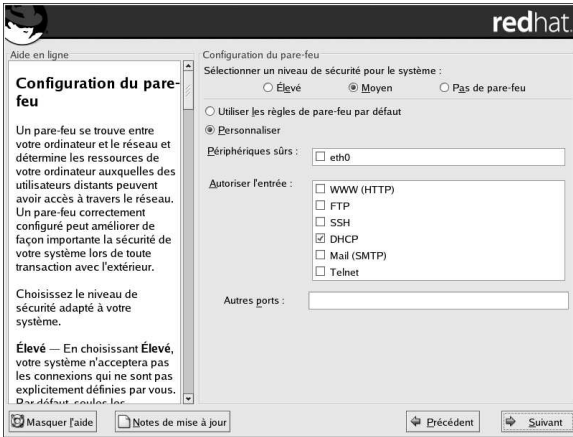 redhat.
Aide en ligne
Configuration du pare-
feu
Un pare-feu se trouve entre
votre ordinateur et le réseau et
détermine les ressources de
votre ordinateur auxquelles des
utilisateurs distants peuvent
avoir accès à travers le réseau.
Un pare-feu correctement
configuré peut améliorer de
façon importante la sécurité de
votre système lors de toute
transaction avec l'extérieur.
Choisissez le niveau de
sécurité adapté à votre
système.
Élevé — En choisissant Élevé,
votre système n'acceptera pas
les connexions qui ne sont pas
explicitement définies par vous.
Par défaut, seules les
Configuration du pare-feu
Sélectionner un niveau de sécurité pour le système :
Élevé
Moyen
Pas de pare-feu
Utiliser les règles de pare-feu par défaut
Personnaliser
Périphériques sûrs :
eth0
Autoriser l'entrée :
WWW (HTTP)
FTP
SSH
DHCP
Mail (SMTP)
Telnet
Autres ports :
Masquer l'aide
Notes de mise à jour
Précédent
Suivant